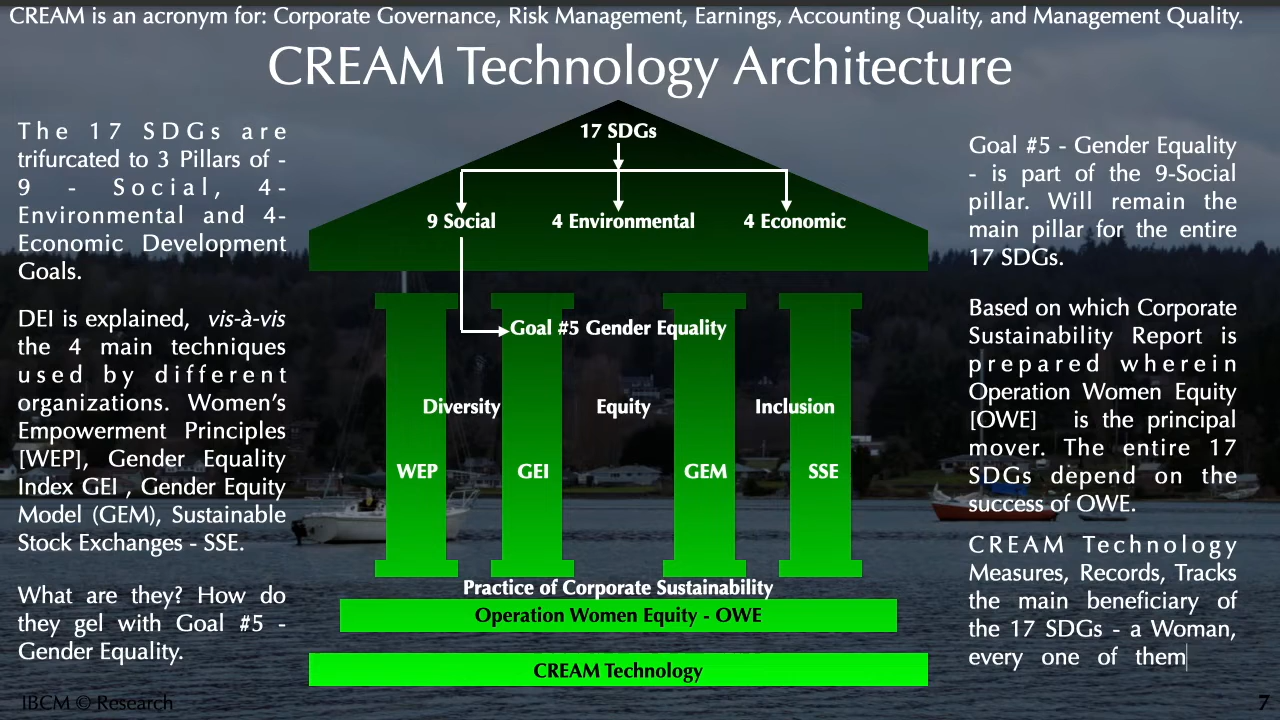 CREAM is an acronym for: Corporate Governance, Risk Management, Earnings, Accounting Quality, and Management Quality.
CREAM Technology Architecture
The 17 SDGs are
trifurcated to 3 Pillars of -
9 - Social, 4-
Environmental and 4-
Economic Development
Goals.
DEI is explained, vis-à-vis
the 4 main techniques
used by different
organizations. Women's
Empowerment Principles
[WEP], Gender Equality
Index GEI , Gender Equity
Model (GEM), Sustainable
Stock Exchanges - SSE.
What are they? How do
they gel with Goal #5 -
Gender Equality.
17 SDGs
9 Social
4 Environmental
4 Economic
Goal #5 Gender Equality
Diversity
Equity
Inclusion
WEP
GEI
GEM
SSE
Practice of Corporate Sustainability
Operation Women Equity - OWE
CREAM Technology
Goal #5 - Gender Equality
- is part of the 9-Social
pillar. Will remain the
main pillar for the entire
17 SDGs.
Based on which Corporate
Sustainability Report is
prepared wherein
Operation Women Equity
[OWE] is the principal
mover. The entire 17
SDGs depend on the
success of OWE.
CREAM Technology
Measures, Records, Tracks
the main beneficiary of
the 17 SDGs - a Woman,
every one of them
IBCM © Research
7